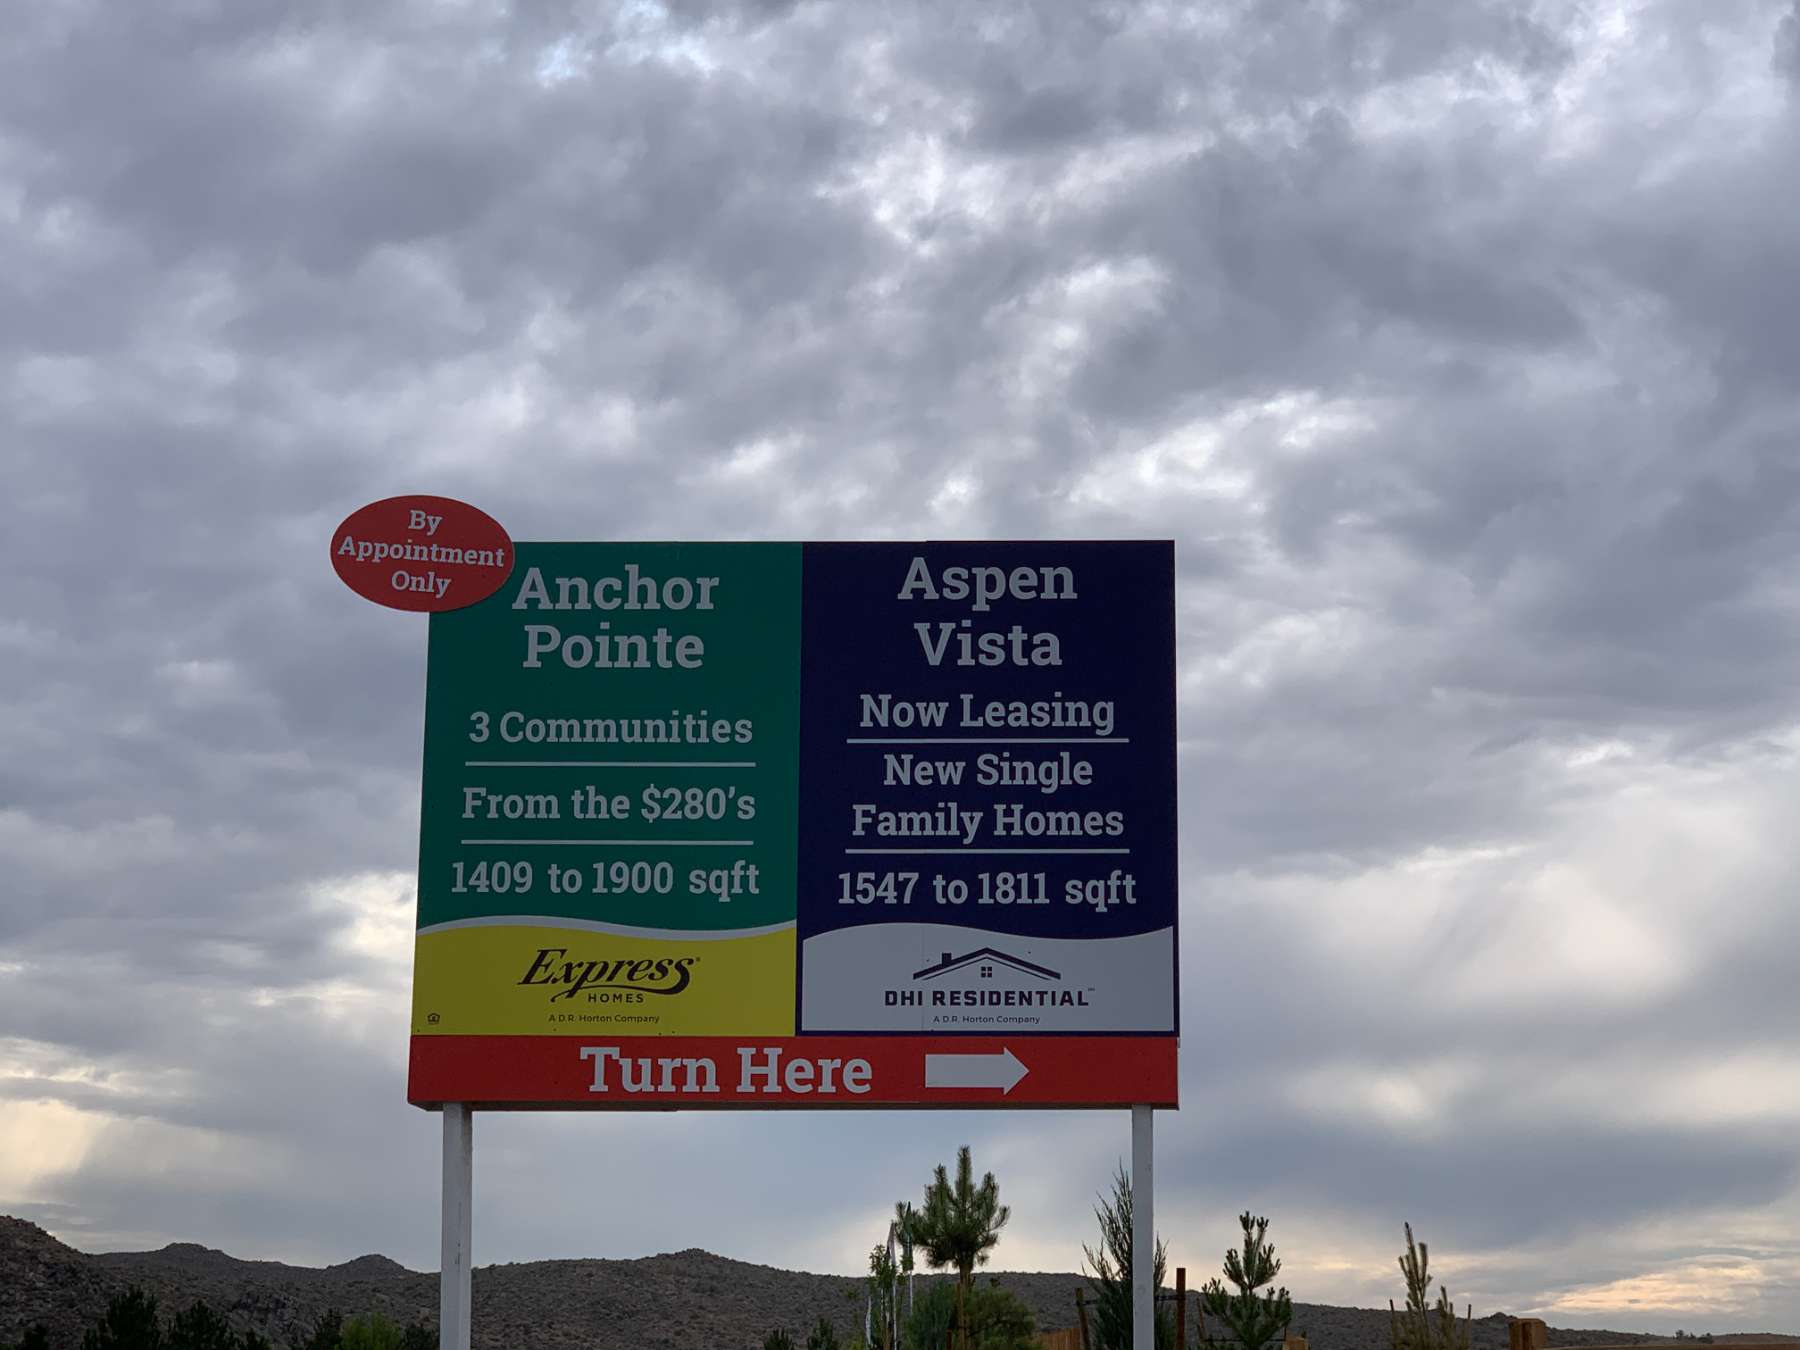 By
Appointment
Only
Anchor
Pointe
3 Communities
From the $280's
1409 to 1900 sqft
Express
HOMES
A D.R. Horton Company
Aspen
Vista
Now Leasing
New Single
Family Homes
1547 to 1811 sqft
DHI RESIDENTIAL
A D.R. Horton Company
Turn Here